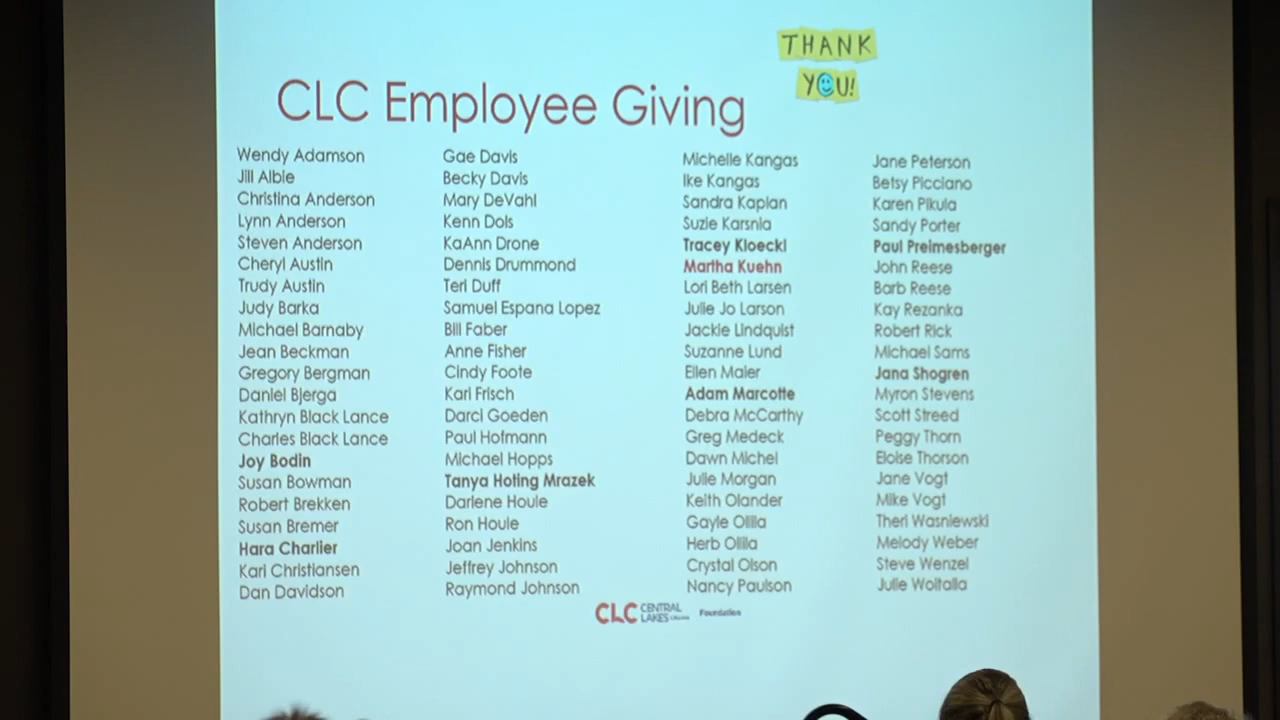 THANK
YOU!
CLC Employee Giving
Wendy Adamson
Jill Albie
Christina Anderson
Lynn Anderson
Steven Anderson
Cheryl Austin
Trudy Austin
Judy Barka
Michael Barnaby
Jean Beckman
Gregory Bergman
Daniel Bjerga
Kathryn Black Lance
Charles Black Lance
Joy Bodin
Susan Bowman
Robert Brekken
Susan Bremer
Hara Charlier
Kari Christiansen
Dan Davidson
Gae Davis
Becky Davis
Mary DeVahl
Kenn Dols
KaAnn Drone
Dennis Drummond
Teri Duff
Samuel Espana Lopez
Bill Faber
Anne Fisher
Cindy Foote
Kari Frisch
Darci Goeden
Paul Hofmann
Michael Hopps
Tanya Hoting Mrazek
Darlene Houle
Ron Houle
Joan Jenkins
Jeffrey Johnson
Raymond Johnson
Michelle Kangas
Ike Kangas
Sandra Kaplan
Suzie Karsnia
Tracey Kloeckl
Martha Kuehn
Lori Beth Larsen
Julie Jo Larson
Jackie Lindquist
Suzanne Lund
Ellen Maier
Adam Marcotte
Debra McCarthy
Greg Medeck
Dawn Michel
Julie Morgan
Keith Olander
Gayle Olilla
Herb Olilla
Crystal Olson
Nancy Paulson
Jane Peterson
Betsy Picciano
Karen Pikula
Sandy Porter
Paul Preimesberger
John Reese
Barb Reese
Kay Rezanka
Robert Rick
Michael Sams
Jana Shogren
Myron Stevens
Scott Streed
Peggy Thorn
Eloise Thorson
Jane Vogt
Mike Vogt
Theri Wasniewski
Melody Weber
Steve Wenzel
Julie Woitalla
CLC CENTRAL
LAKES
Foundation